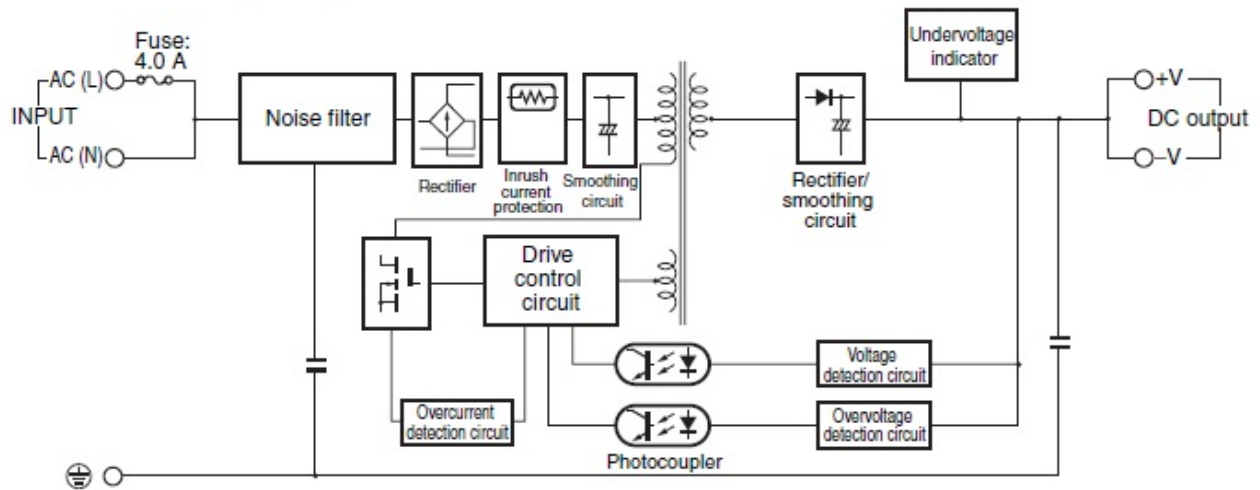 Fuse:
4.0 A
AC (L)
INPUT
AC (N)
Noise filter
Rectifier
Inrush
current
protection
Smoothing
circuit
Rectifier/
smoothing
circuit
Undervoltage
indicator
+V
DC output
–V
Drive
control
circuit
Voltage
detection circuit
Overcurrent
detection circuit
Overvoltage
detection circuit
Photocoupler